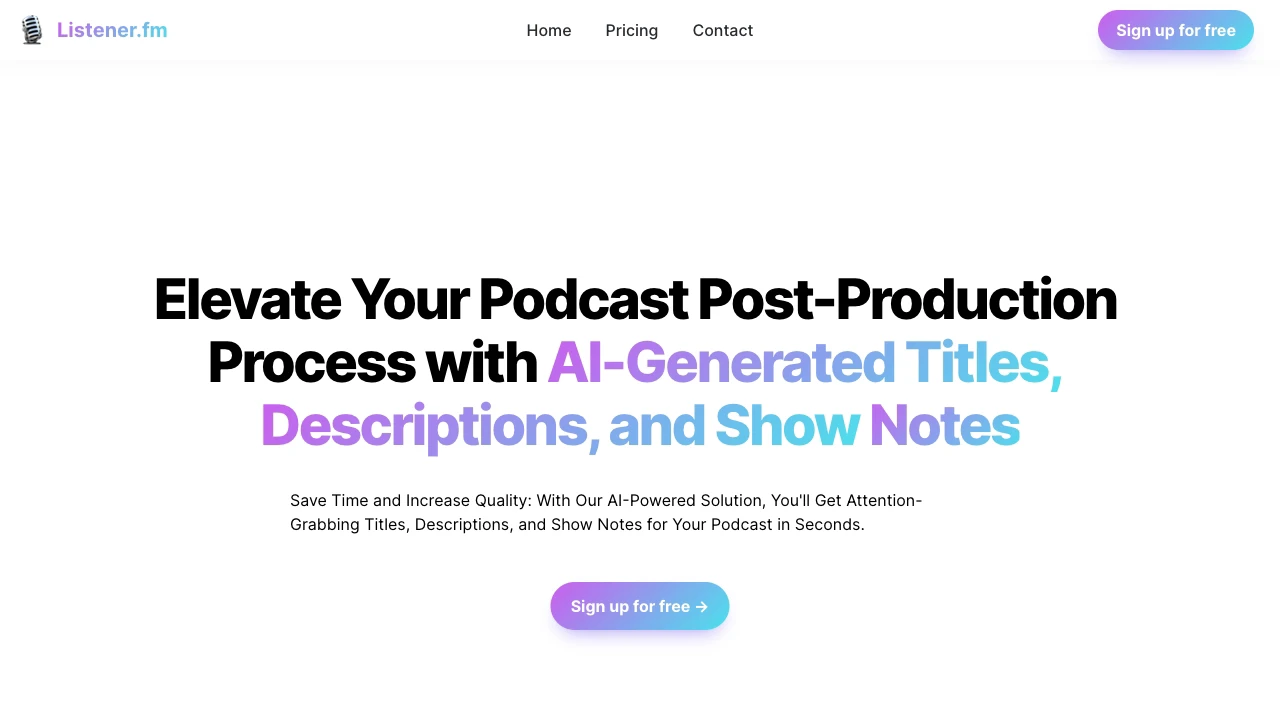 Listener.fm
Home
Pricing
Contact
Sign up for free
Elevate Your Podcast Post-Production
Process with AI-Generated Titles,
Descriptions, and Show Notes
Save Time and Increase Quality: With Our AI-Powered Solution, You'll Get Attention-
Grabbing Titles, Descriptions, and Show Notes for Your Podcast in Seconds.
Sign up for free →